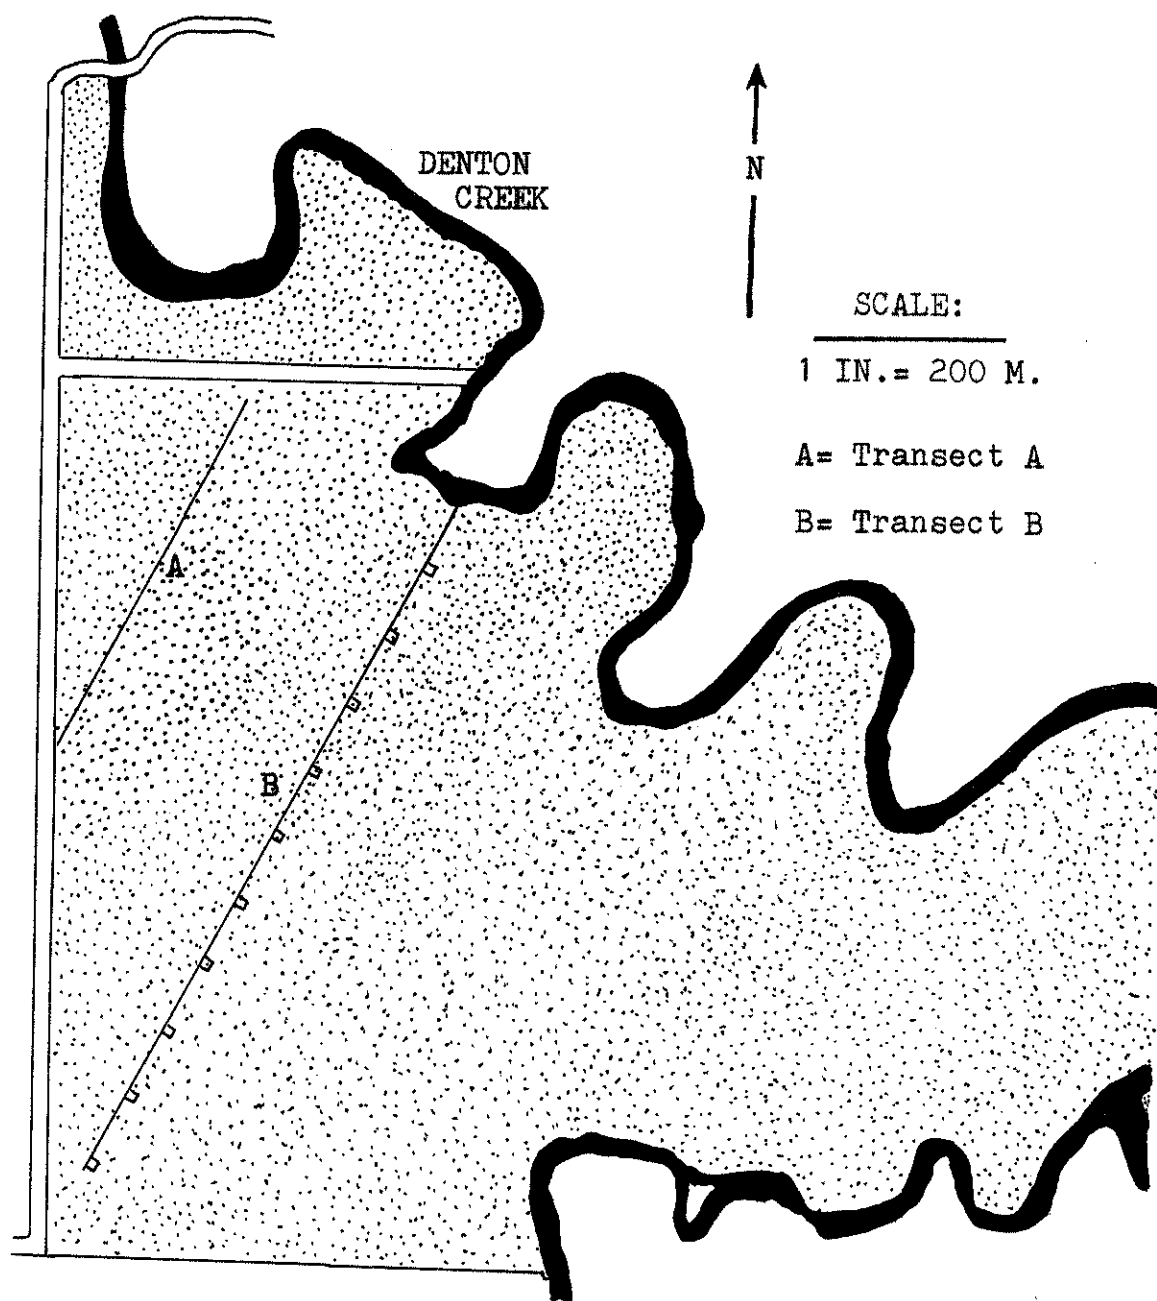 DENTON
CREEK
N
SCALE:
1 IN.= 200 M.
A= Transect A
B= Transect B
A
B